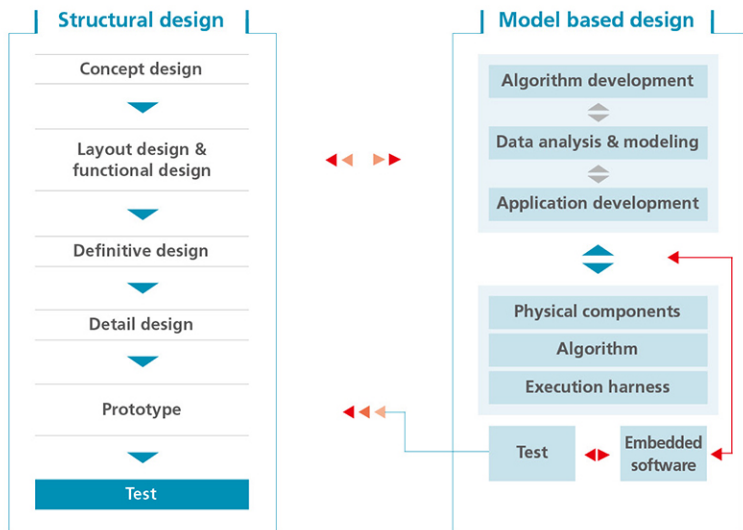 Structural design
Concept design
Layout design &
functional design
Definitive design
Detail design
Prototype
Test
Model based design
Algorithm development
Data analysis & modeling
Application development
Physical components
Algorithm
Execution harness
Test
Embedded
software